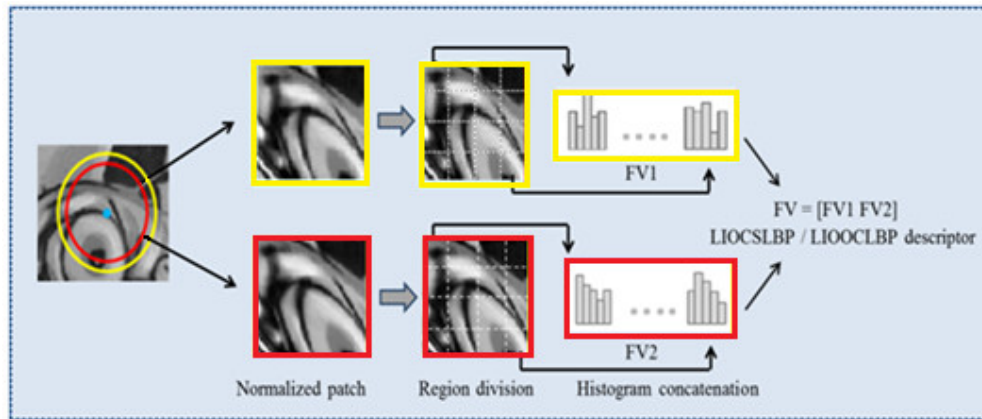 FV1
FV = [FV1 FV2]
LIOCSLBP / LIOOCLBP descriptor
FV2
Normalized patch
Region division
Histogram concatenation